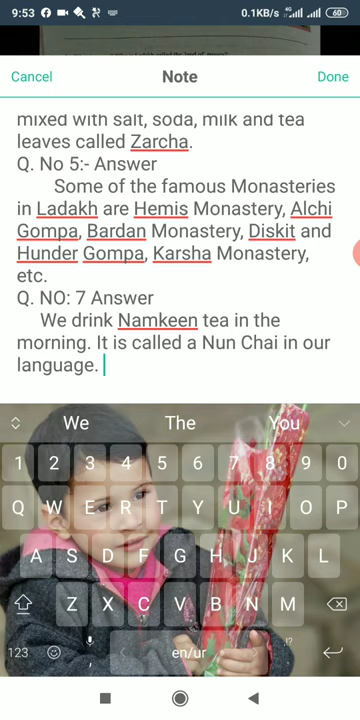 9:53 0.1KB/s 4G 60
Cancel Note Done
mixed with salt, soda, milk and tea
leaves called Zarcha.
Q. No 5:- Answer
Some of the famous Monasteries
in Ladakh are Hemis Monastery, Alchi
Gompa, Bardan Monastery, Diskit and
Hunder Gompa, Karsha Monastery,
etc.
Q. NO: 7 Answer
We drink Namkeen tea in the
morning. It is called a Nun Chai in our
language.
We The You
1 2 3 4 5 6 7 8 9 0
Q W E R T Y U I O P
A S D F G H J K L
Z X C V B N M
123 , en/ur .!?